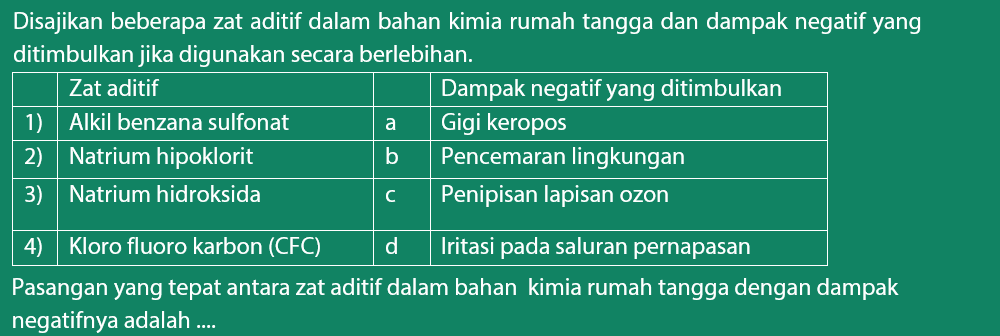 Disajikan beberapa zat aditif dalam bahan kimia rumah tangga dan dampak negatif yang
ditimbulkan jika digunakan secara berlebihan.
Zat aditif Dampak negatif yang ditimbulkan
1) Alkil benzana sulfonat a Gigi keropos
2) Natrium hipoklorit b Pencemaran lingkungan
3) Natrium hidroksida c Penipisan lapisan ozon
4) Kloro fluoro karbon (CFC) d Iritasi pada saluran pernapasan
Pasangan yang tepat antara zat aditif dalam bahan kimia rumah tangga dengan dampak
negatifnya adalah ....